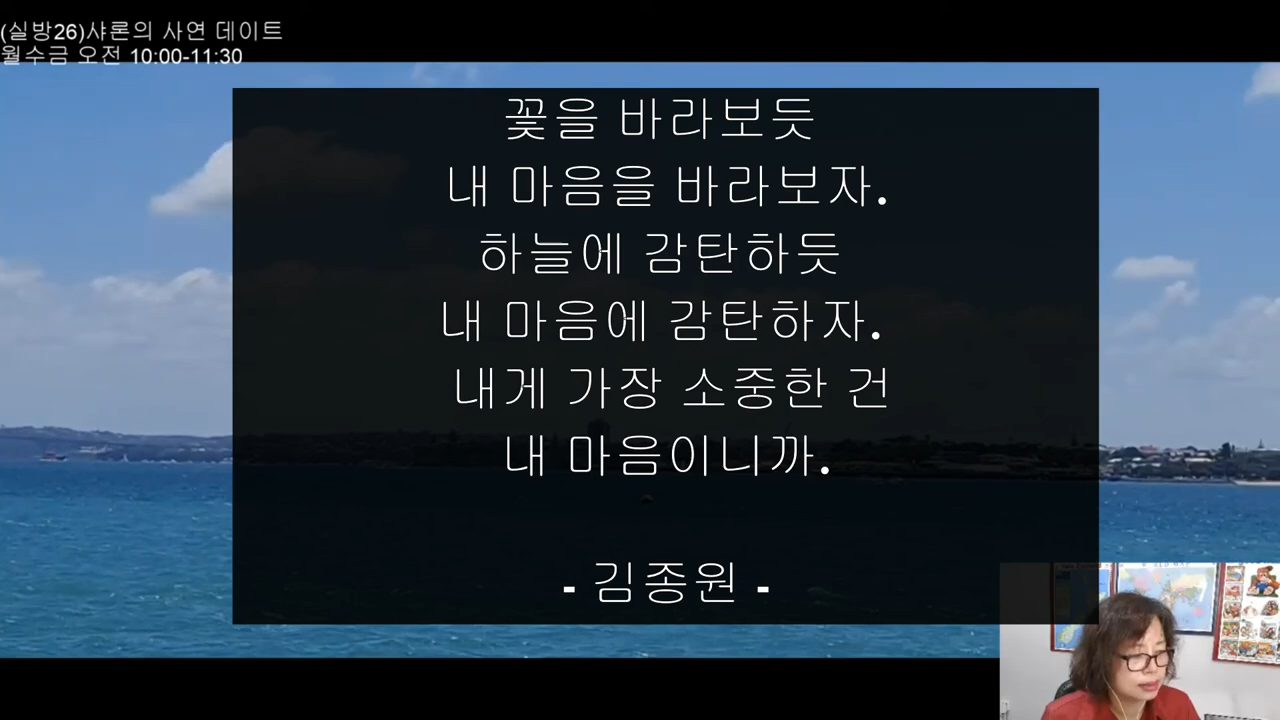 (실방26)샤론의 사연 데이트
월수금 오전 10:00-11:30
꽃을 바라보듯
내 마음을 바라보자.
하늘에 감탄하듯
내 마음에 감탄하자.
내게 가장 소중한 건
내 마음이니까.
- 김종원 -